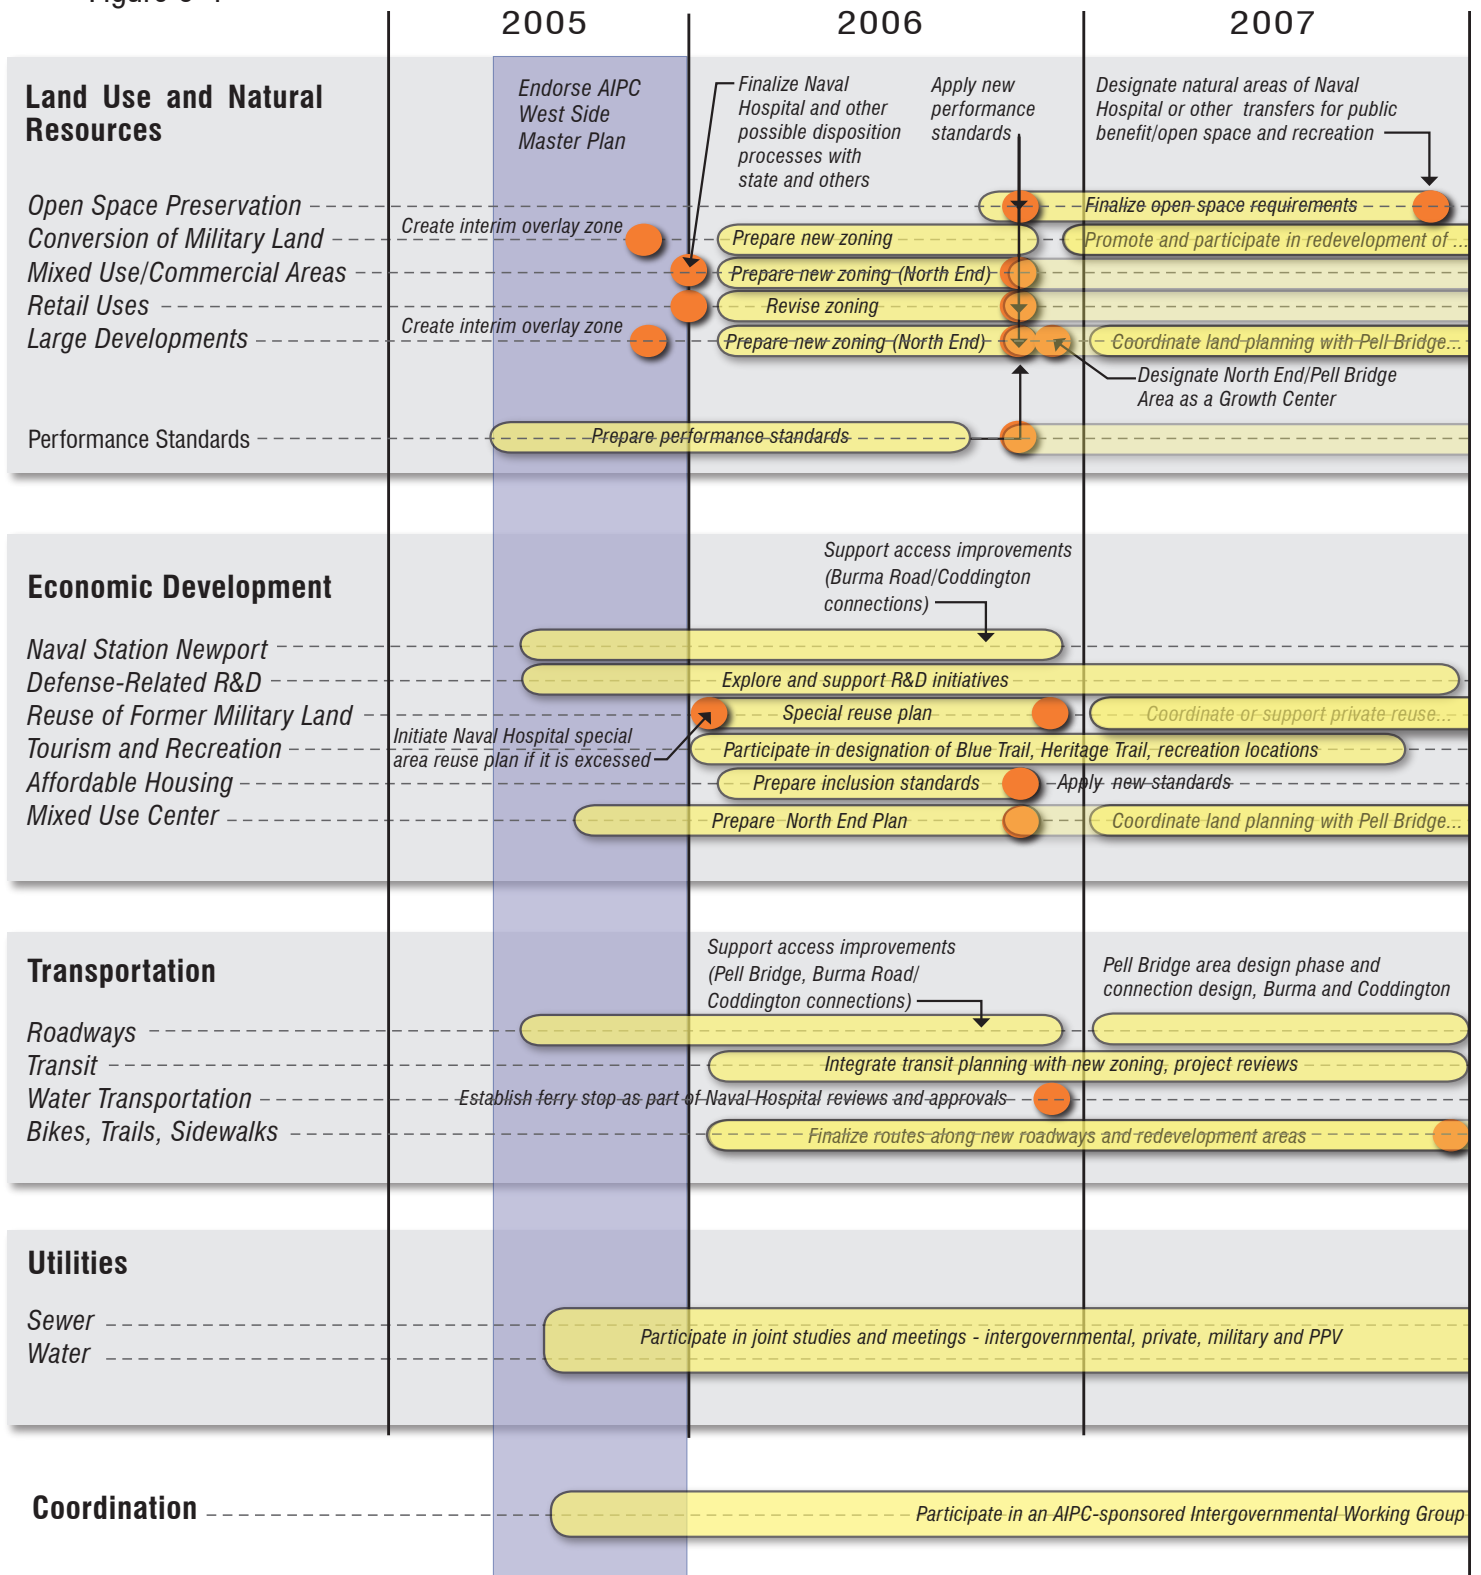 2005 2006 2007
Land Use and Natural
Resources
Endorse AIPC
West Side
Master Plan
Finalize Naval
Hospital and other
possible disposition
processes with
state and others
Apply new
performance
standards
Designate natural areas of Naval
Hospital or other transfers for public
benefit/open space and recreation
Open Space Preservation
Finalize open space requirements
Conversion of Military Land
Create interim overlay zone
Prepare new zoning
Promote and participate in redevelopment of ...
Mixed Use/Commercial Areas
Prepare new zoning (North End)
Retail Uses
Revise zoning
Large Developments
Create interim overlay zone
Prepare new zoning (North End)
Coordinate land planning with Pell Bridge...
Designate North End/Pell Bridge
Area as a Growth Center
Performance Standards
Prepare performance standards
Economic Development
Support access improvements
(Burma Road/Coddington
connections)
Naval Station Newport
Defense-Related R&D
Explore and support R&D initiatives
Reuse of Former Military Land
Special reuse plan
Coordinate or support private reuse...
Initiate Naval Hospital special
area reuse plan if it is excessed
Tourism and Recreation
Participate in designation of Blue Trail, Heritage Trail, recreation locations
Affordable Housing
Prepare inclusion standards
Apply new standards
Mixed Use Center
Prepare North End Plan
Coordinate land planning with Pell Bridge...
Transportation
Support access improvements
(Pell Bridge, Burma Road/
Coddington connections)
Pell Bridge area design phase and
connection design, Burma and Coddington
Roadways
Transit
Integrate transit planning with new zoning, project reviews
Water Transportation
Establish ferry stop as part of Naval Hospital reviews and approvals
Bikes, Trails, Sidewalks
Finalize routes along new roadways and redevelopment areas
Utilities
Sewer
Water
Participate in joint studies and meetings - intergovernmental, private, military and PPV
Coordination
Participate in an AIPC-sponsored Intergovernmental Working Group